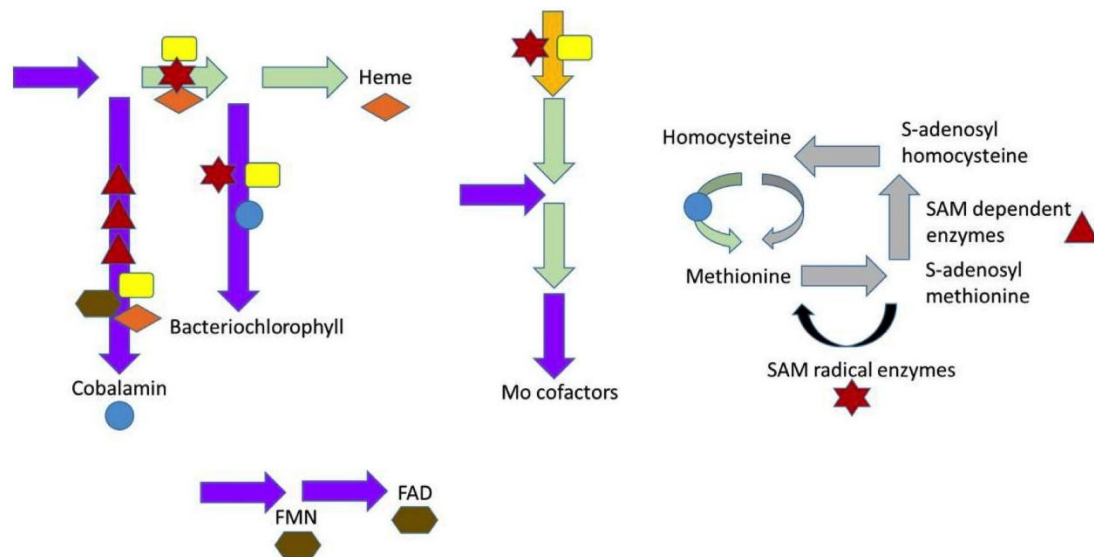 Heme
Cobalamin
Bacteriochlorophyll
FMN
FAD
Mo cofactors
Homocysteine
S-adenosyl
homocysteine
SAM dependent
enzymes
Methionine
S-adenosyl
methionine
SAM radical enzymes